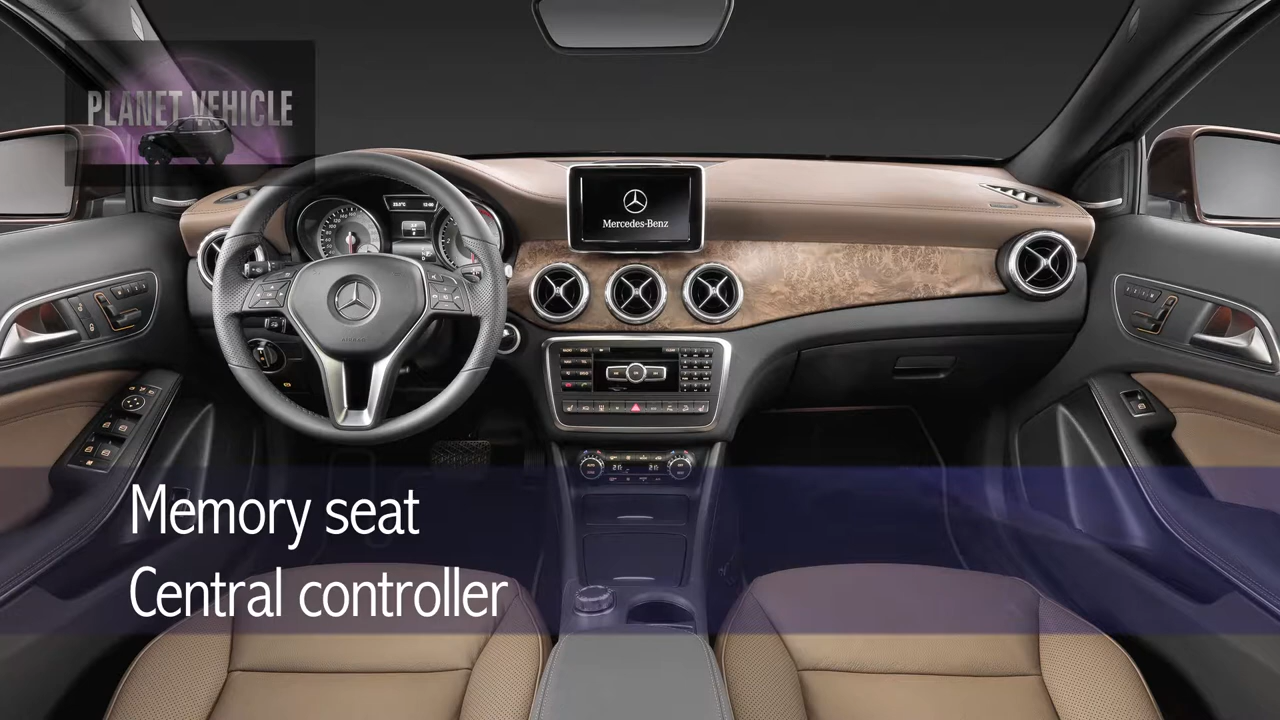 PLANET VEHICLE
Mercedes-Benz
Memory seat
Central controller